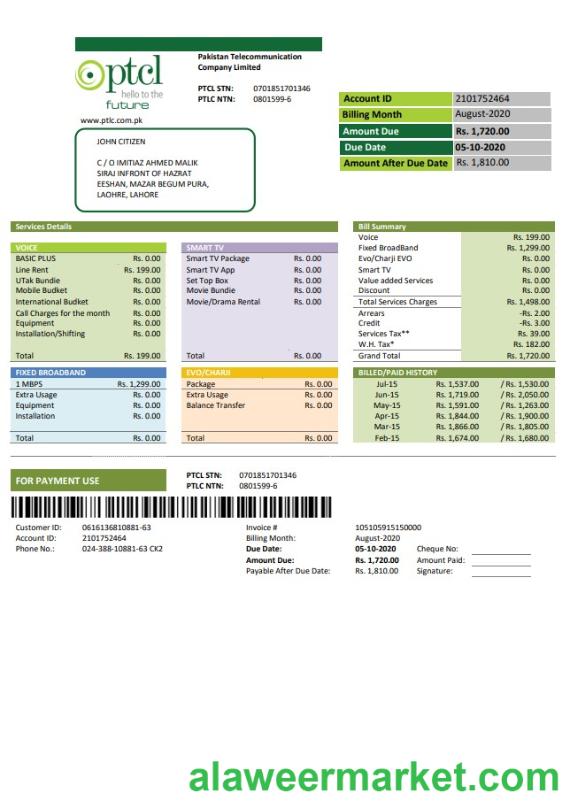 ptcl
hello to the
future
www.ptlc.com.pk
Pakistan Telecommunication
Company Limited
PTCL STN: 0701851701346
PTLC NTN: 0801599-6
Account ID 2101752464
Billing Month August-2020
Amount Due Rs. 1,720.00
Due Date 05-10-2020
Amount After Due Date Rs. 1,810.00
JOHN CITIZEN
C / O IMITIAZ AHMED MALIK
SIRAJ INFRONT OF HAZRAT
EESHAN, MAZAR BEGUM PURA,
LAOHRE, LAHORE
Services Details
VOICE
BASIC PLUS Rs. 0.00
Line Rent Rs. 199.00
UTak Bundie Rs. 0.00
Mobile Budket Rs. 0.00
International Budket Rs. 0.00
Call Charges for the month Rs. 0.00
Equipment Rs. 0.00
Installation/Shifting Rs. 0.00
Total Rs. 199.00
SMART TV
Smart TV Package Rs. 0.00
Smart TV App Rs. 0.00
Set Top Box Rs. 0.00
Movie Bundie Rs. 0.00
Movie/Drama Rental Rs. 0.00
Total Rs. 0.00
Bill Summary
Voice Rs. 199.00
Fixed BroadBand Rs. 1,299.00
Evo/Charji EVO Rs. 0.00
Smart TV Rs. 0.00
Value added Services Rs. 0.00
Discount Rs. 0.00
Total Services Charges Rs. 1,498.00
Arrears -Rs. 2.00
Credit -Rs. 3.00
Services Tax** Rs. 39.00
W.H. Tax* Rs. 182.00
Grand Total Rs. 1,720.00
FIXED BROADBAND
1 MBPS Rs. 1,299.00
Extra Usage Rs. 0.00
Equipment Rs. 0.00
Installation Rs. 0.00
Total Rs. 0.00
EVO/CHARJI
Package Rs. 0.00
Extra Usage Rs. 0.00
Balance Transfer Rs. 0.00
Total Rs. 0.00
BILLED/PAID HISTORY
Jul-15 Rs. 1,537.00 / Rs. 1,530.00
Jun-15 Rs. 1,719.00 / Rs. 2,050.00
May-15 Rs. 1,591.00 / Rs. 1,263.00
Apr-15 Rs. 1,844.00 / Rs. 1,900.00
Mar-15 Rs. 1,866.00 / Rs. 1,805.00
Feb-15 Rs. 1,674.00 / Rs. 1,680.00
FOR PAYMENT USE
PTCL STN: 0701851701346
PTLC NTN: 0801599-6
Customer ID: 0616136810881-63
Account ID: 2101752464
Phone No.: 024-388-10881-63 CK2
Invoice # 105105915150000
Billing Month: August-2020
Due Date: 05-10-2020 Cheque No:
Amount Due: Rs. 1,720.00 Amount Paid:
Payable After Due Date: Rs. 1,810.00 Signature:
alaweermarket.com